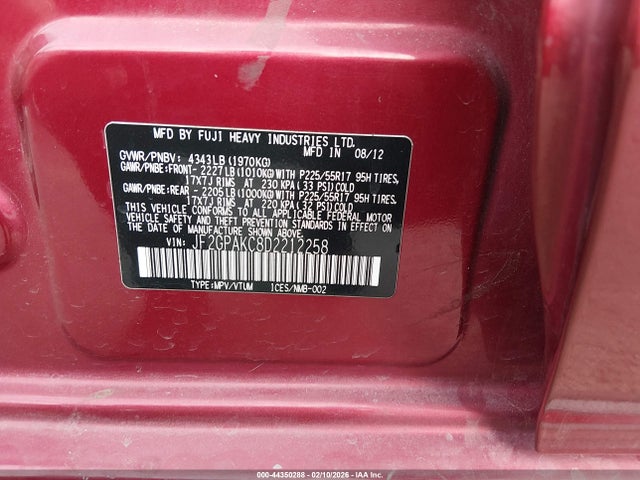 MFD BY FUJI HEAVY INDUSTRIES LTD.
GVWR/PNBV: 4343LB(1970KG) MFD IN 08/12
GAWR/PNBE:FRONT- 2227LB(1010KG)WITH P225/55R17 95H TIRES,
17X7J RIMS AT 230 KPA(33 PSI)COLD
GAWR/PNBE:REAR - 2205LB(1000KG)WITH P225/55R17 95H TIRES,
17X7J RIMS AT 220 KPA(32 PSI)COLD
THIS VEHICLE CONFORMS TO ALL APPLICABLE FEDERAL MOTOR
VEHICLE SAFETY AND THEFT PREVENTION STANDARDS IN EFFECT ON
THE DATE OF MANUFACTURE SHOWN ABOVE.
VIN: JF2GPAKC8D2212258
TYPE:MPV/VTUM ICES/NMB-002
000-44350288 - 02/10/2026 - IAA Inc.